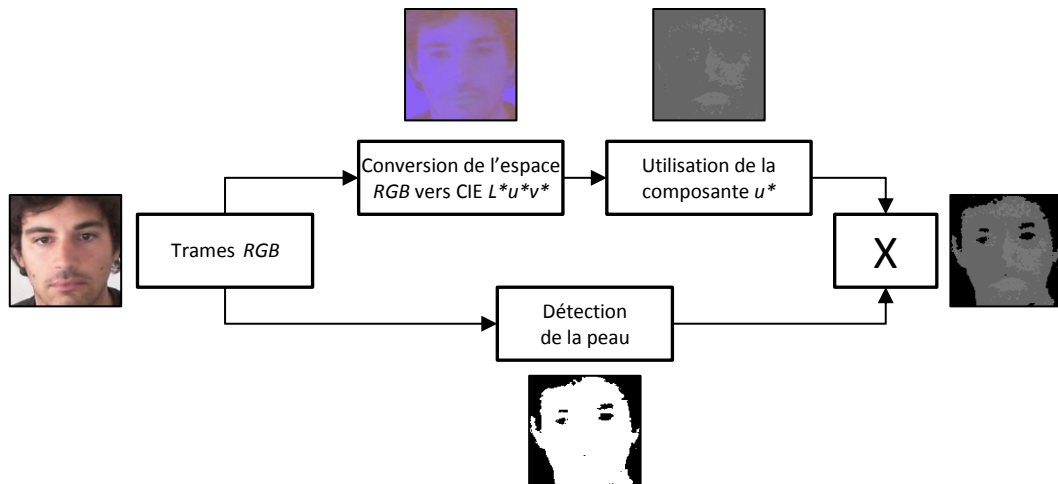 Conversion de l’espace
RGB vers CIE L*u*v*
Utilisation de la
composante u*
Trames RGB
X
Détection
de la peau